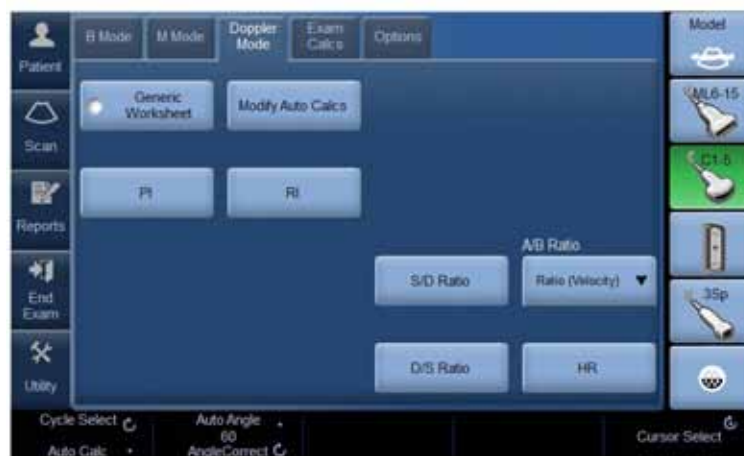 B Mode
M Mode
Doppler
Mode
Exam
Calcs
Options
Model
Patient
Generic
Worksheet
Modify Auto Calcs
ML6-15
Scan
C1-5
PI
RI
Reports
A/B Ratio
S/D Ratio
Ratio (Velocity)
End
Exam
3Sp
D/S Ratio
HR
Utility
Cycle Select
Auto Angle
60
Cursor Select
Auto Calc
AngleCorrect